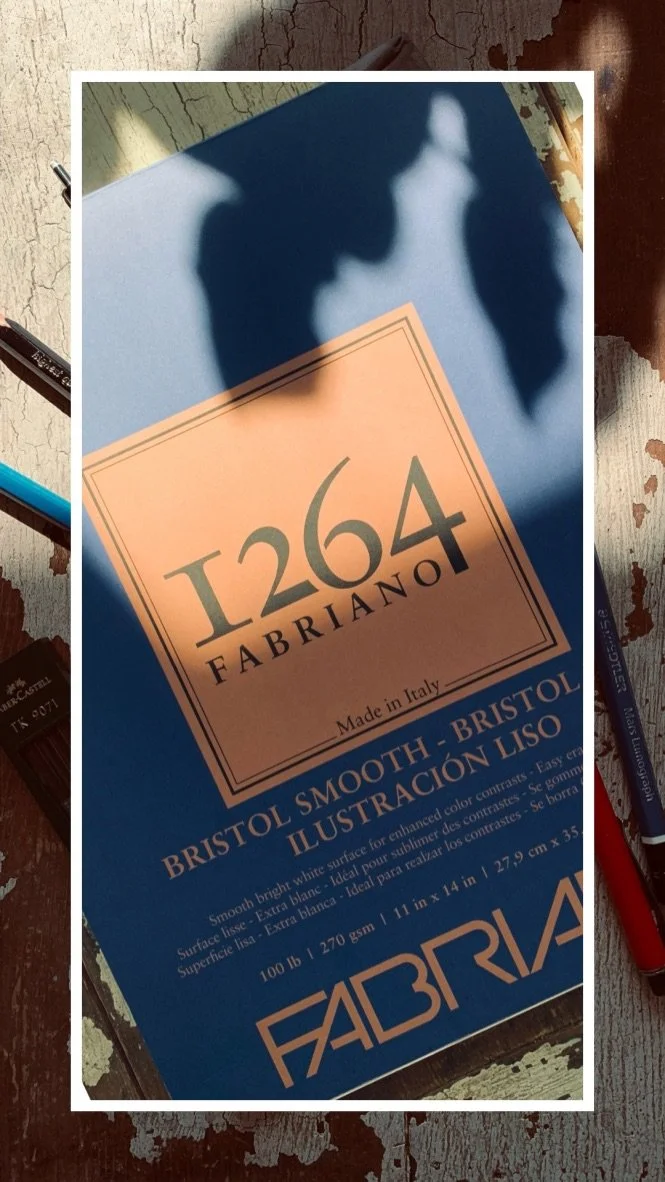 1264
FABRIANO
Made in Italy
BRISTOL SMOOTH - BRISTOL
ILUSTRACIÓN LISO
Smooth bright white surface for enhanced color contrasts - Easy
Surface lisse - Extra blanc - Idéal pour sublimer des contrastes - Se
Superficie lisa - Extra blanca - Ideal para realzar los contrastes - Se borra
100 lb | 270 gsm | 11 in x 14 in | 27,9 cm x 35,
FABRIA
FABER-CASTELL
TK 9071
STAEDTLER
Mars Lumograph